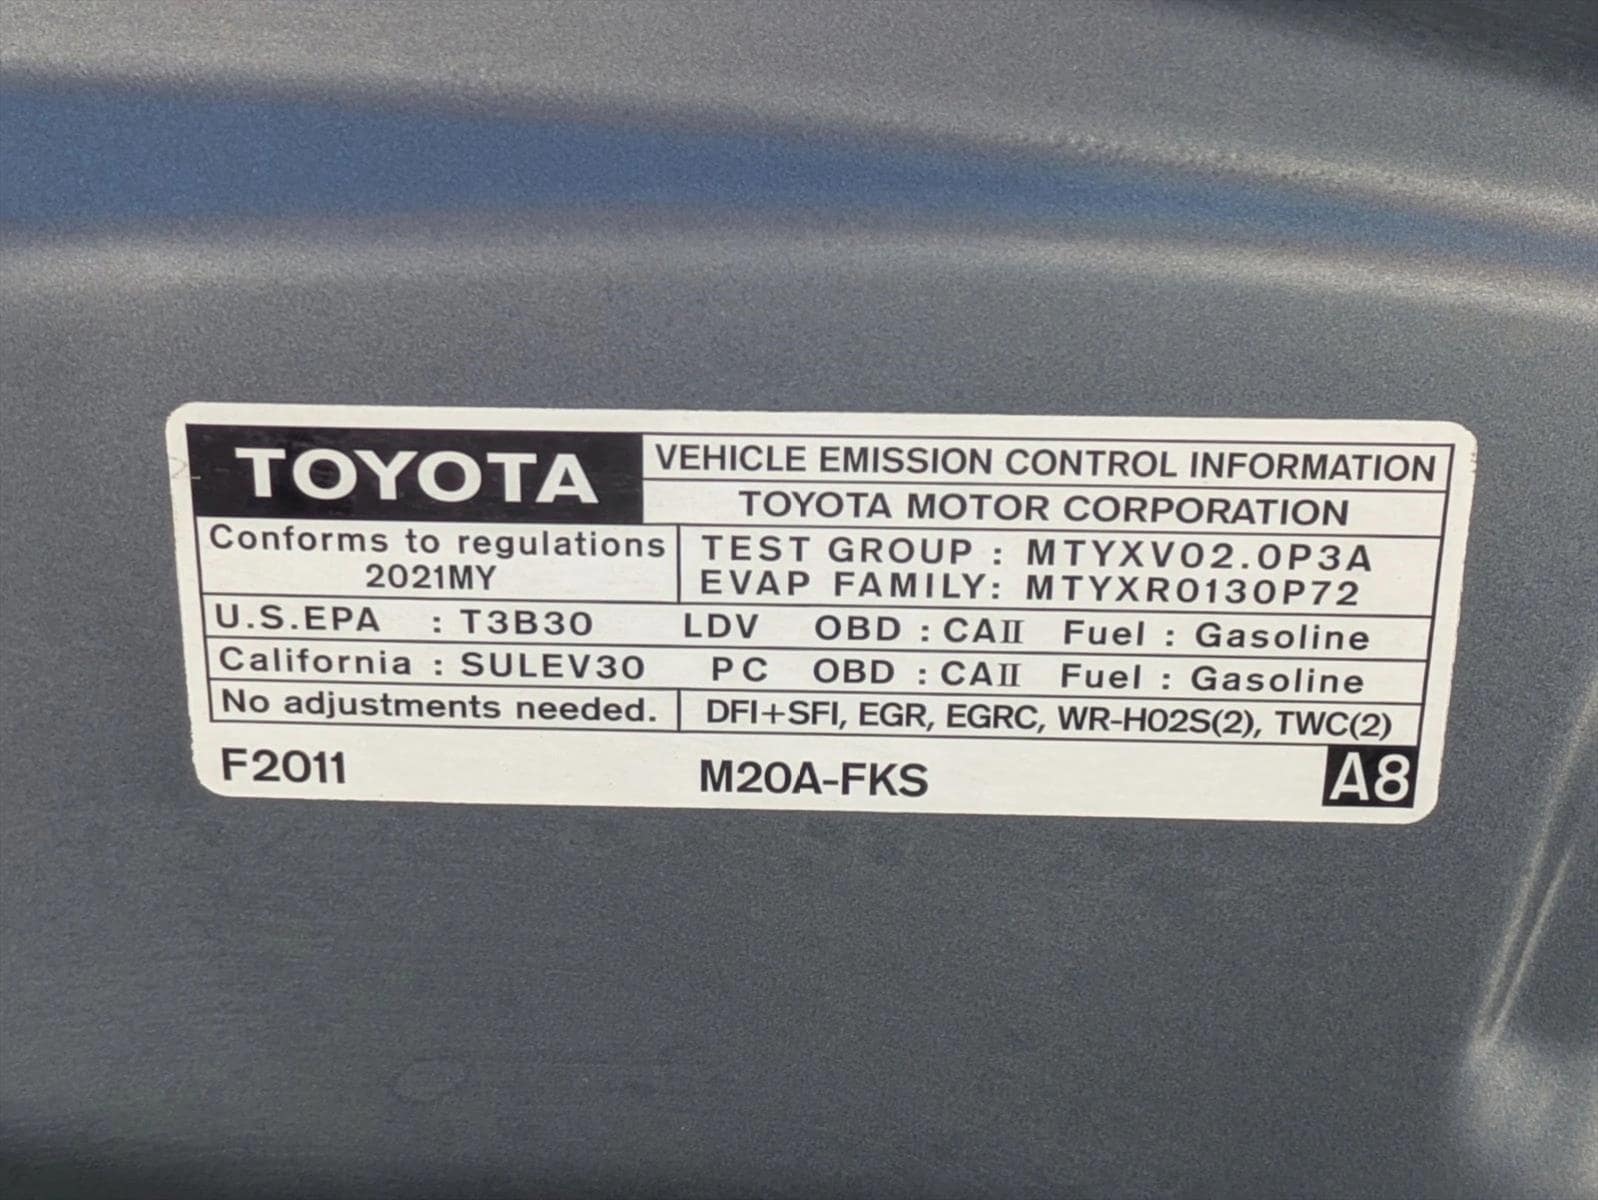 TOYOTA VEHICLE EMISSION CONTROL INFORMATION
TOYOTA MOTOR CORPORATION
Conforms to regulations
2021MY
TEST GROUP : MTYXV02.0P3A
EVAP FAMILY: MTYXR0130P72
U.S.EPA : T3B30 LDV OBD : CAII Fuel : Gasoline
California : SULEV30 PC OBD : CAII Fuel : Gasoline
No adjustments needed. DFI+SFI, EGR, EGRC, WR-HO2S(2), TWC(2)
F2011 M20A-FKS A8